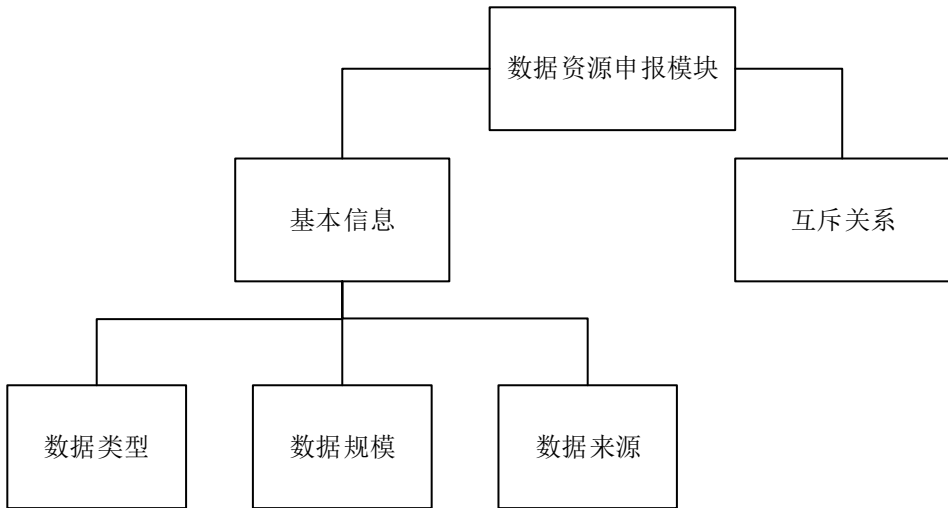 数据资源申报模块
基本信息
互斥关系
数据类型
数据规模
数据来源